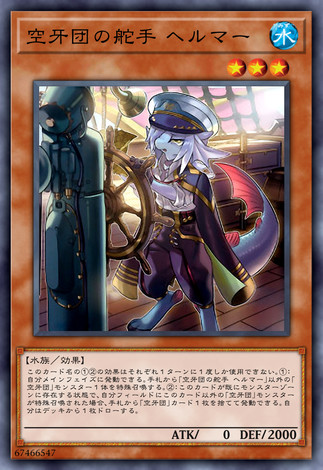 空牙団の舵手 ヘルマー
水
【水族／効果】
このカード名の①②の効果はそれぞれ１ターンに１度しか使用できない。①：
自分メインフェイズに発動できる。手札から「空牙団の舵手 ヘルマー」以外の「空
牙団」モンスター１体を特殊召喚する。②：このカードが既にモンスターゾー
ンに存在する状態で、自分フィールドにこのカード以外の「空牙団」モンスター
が特殊召喚された場合、手札から「空牙団」カード１枚を捨てて発動できる。自
分はデッキから１枚ドローする。
ATK/ 0 DEF/2000
67466547